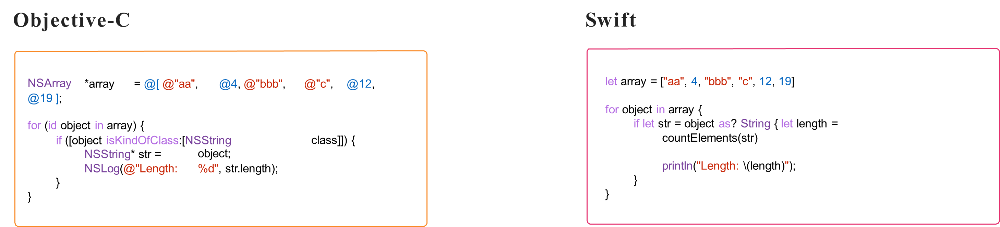 Objective-C
NSArray *array = @[ @"aa", @4, @"bbb", @"c", @12,
@19 ];
for (id object in array) {
if ([object isKindOfClass:[NSString class]]) {
NSString* str = object;
NSLog(@"Length: %d", str.length);
}
}
Swift
let array = ["aa", 4, "bbb", "c", 12, 19]
for object in array {
if let str = object as? String { let length =
countElements(str)
println("Length: \(length)");
}
}